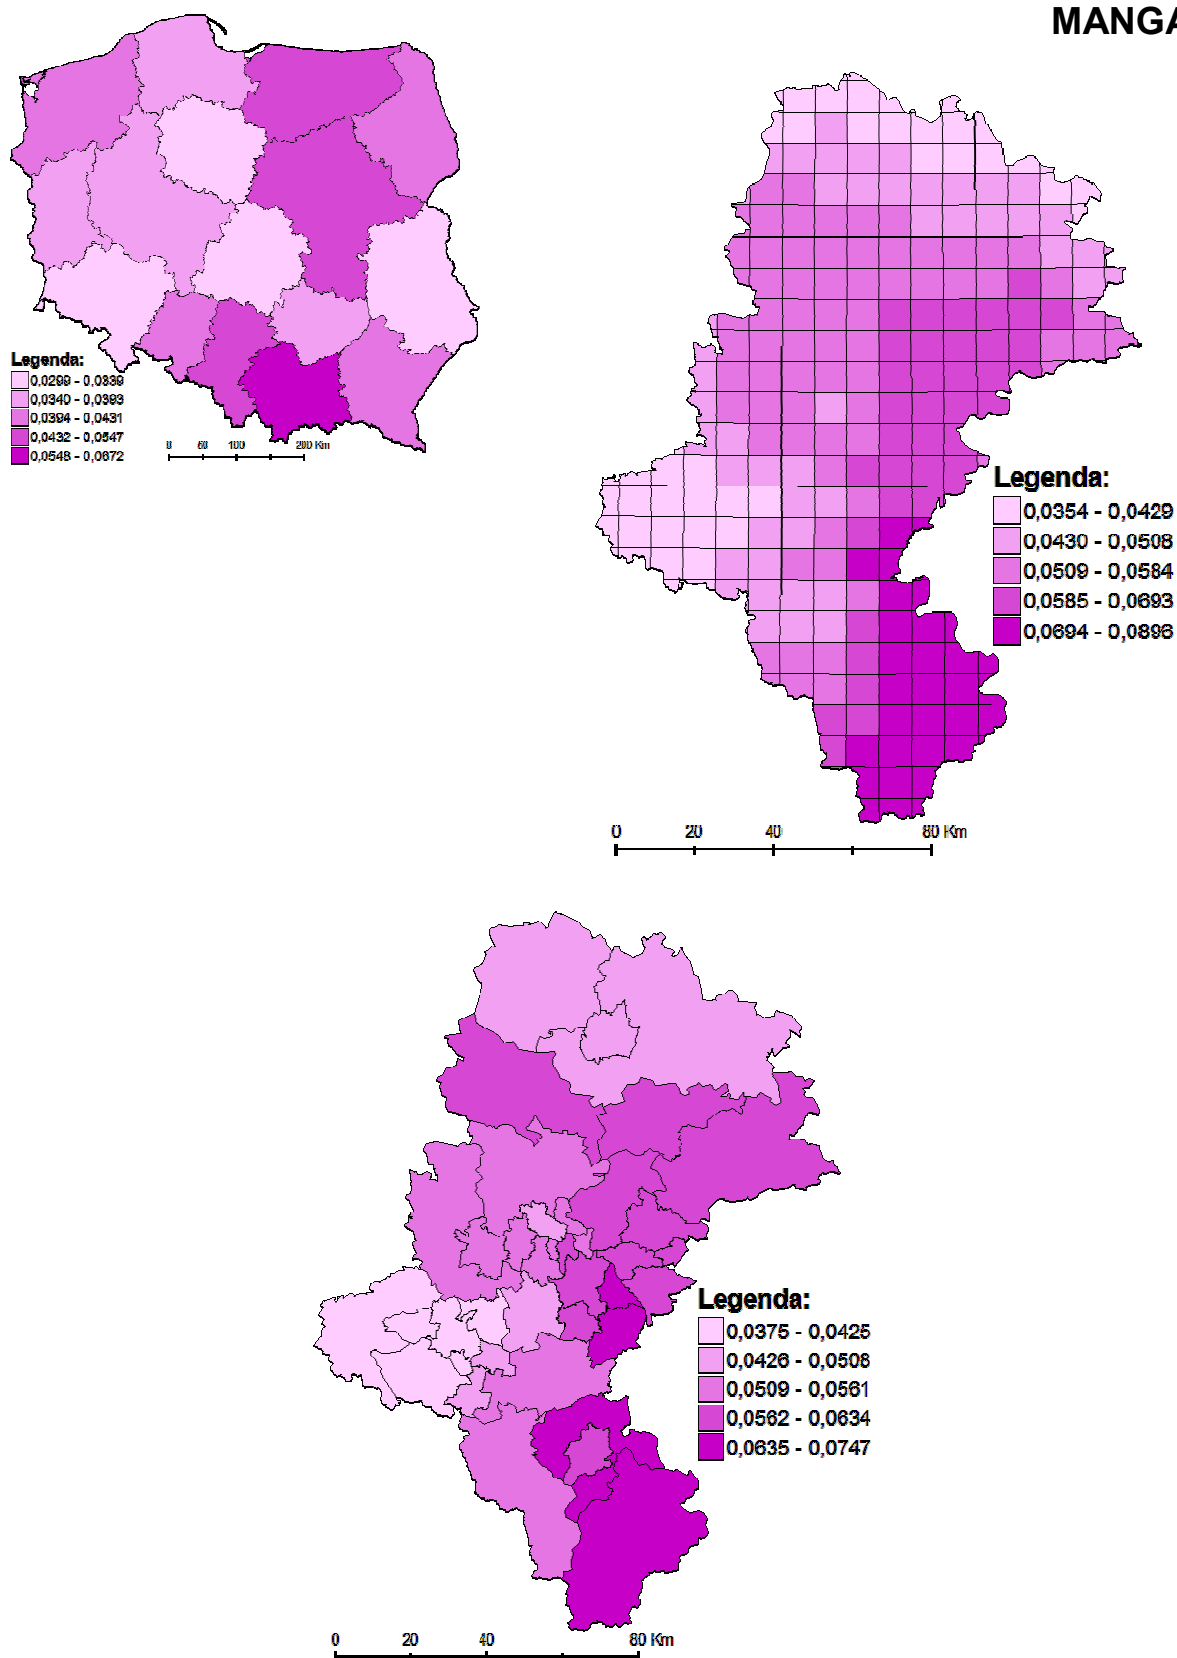 MANGA
Legenda:
0,0299 - 0,0339
0,0340 - 0,0393
0,0394 - 0,0431
0,0432 - 0,0547
0,0548 - 0,0672
0 50 100 200 Km
Legenda:
0,0354 - 0,0429
0,0430 - 0,0508
0,0509 - 0,0584
0,0585 - 0,0693
0,0694 - 0,0896
0 20 40 80 Km
Legenda:
0,0375 - 0,0425
0,0426 - 0,0508
0,0509 - 0,0561
0,0562 - 0,0634
0,0635 - 0,0747
0 20 40 80 Km